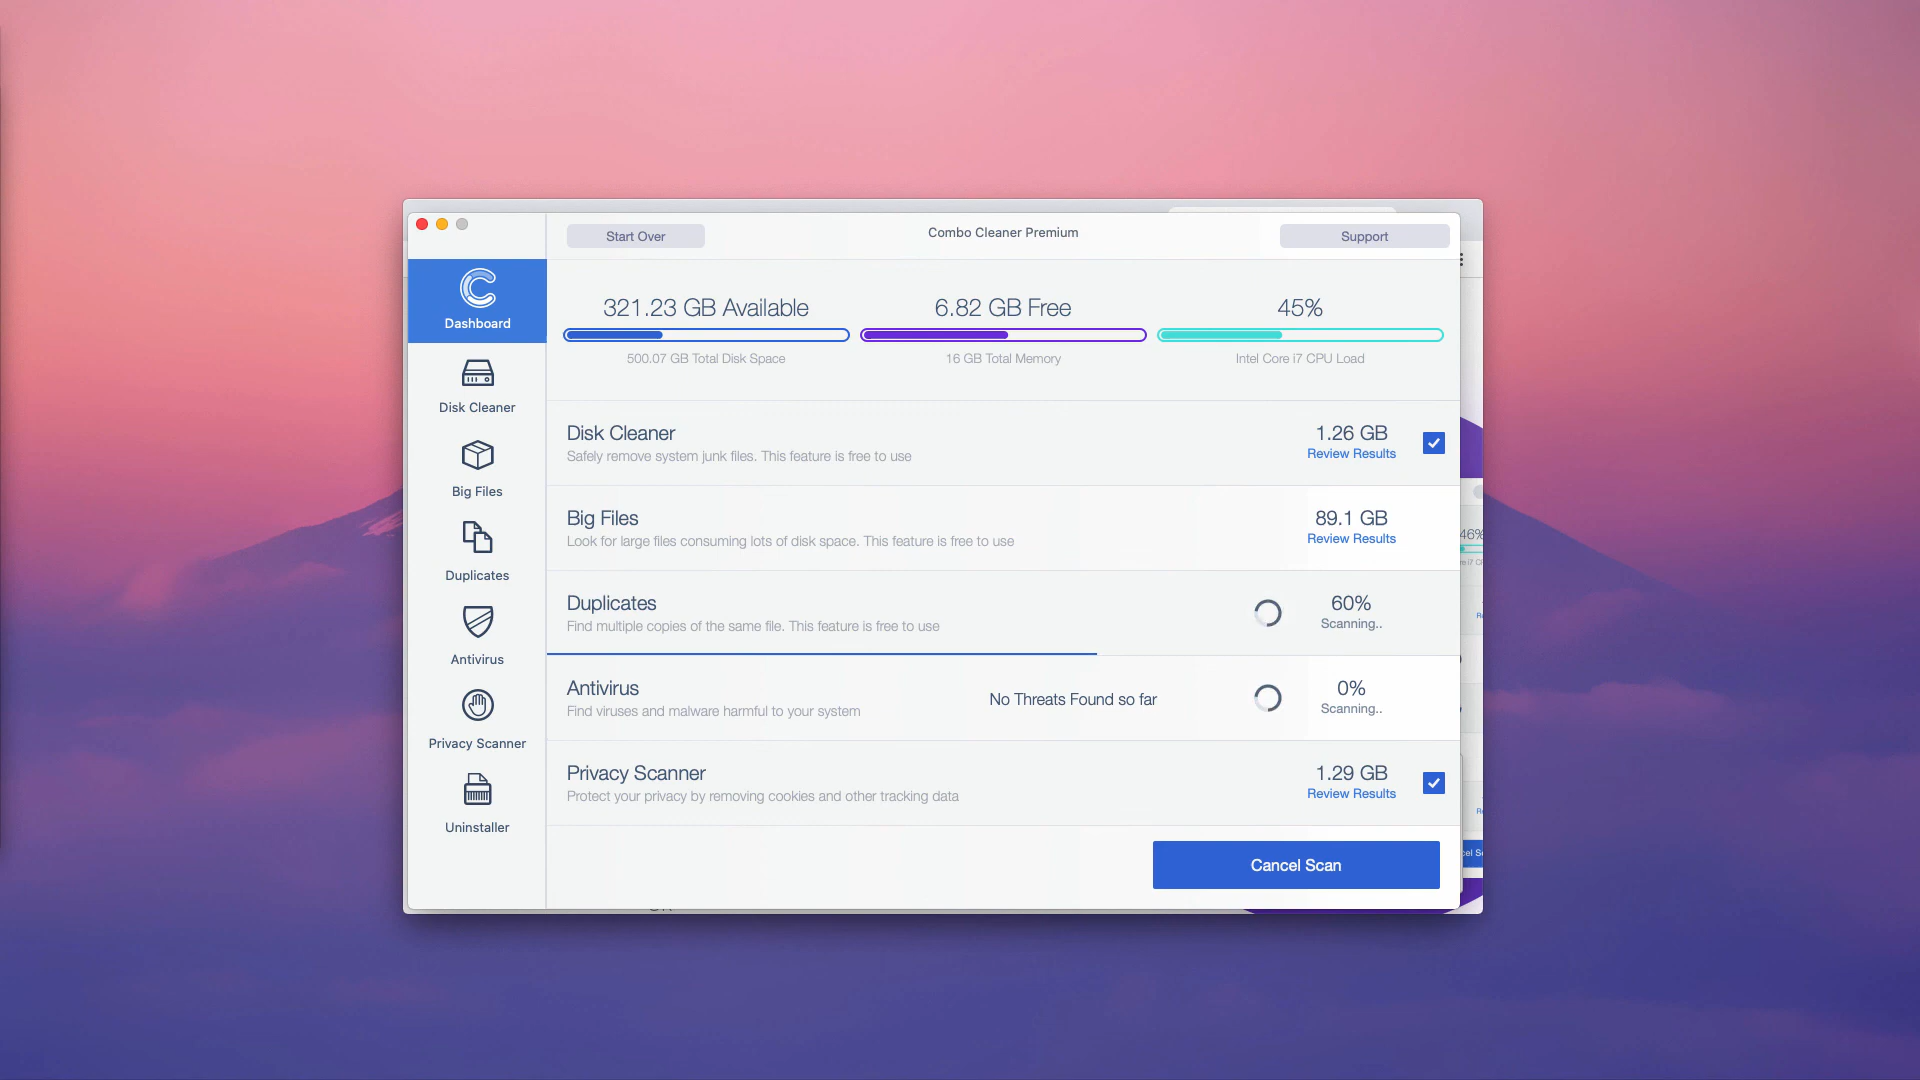 Start Over
Combo Cleaner Premium
Support
Dashboard
Disk Cleaner
Big Files
Duplicates
Antivirus
Privacy Scanner
Uninstaller
321.23 GB Available
500.07 GB Total Disk Space
6.82 GB Free
16 GB Total Memory
45%
Intel Core i7 CPU Load
Disk Cleaner
Safely remove system junk files. This feature is free to use
1.26 GB
Review Results
Big Files
Look for large files consuming lots of disk space. This feature is free to use
89.1 GB
Review Results
Duplicates
Find multiple copies of the same file. This feature is free to use
60%
Scanning..
Antivirus
Find viruses and malware harmful to your system
No Threats Found so far
0%
Scanning..
Privacy Scanner
Protect your privacy by removing cookies and other tracking data
1.29 GB
Review Results
Cancel Scan
46%